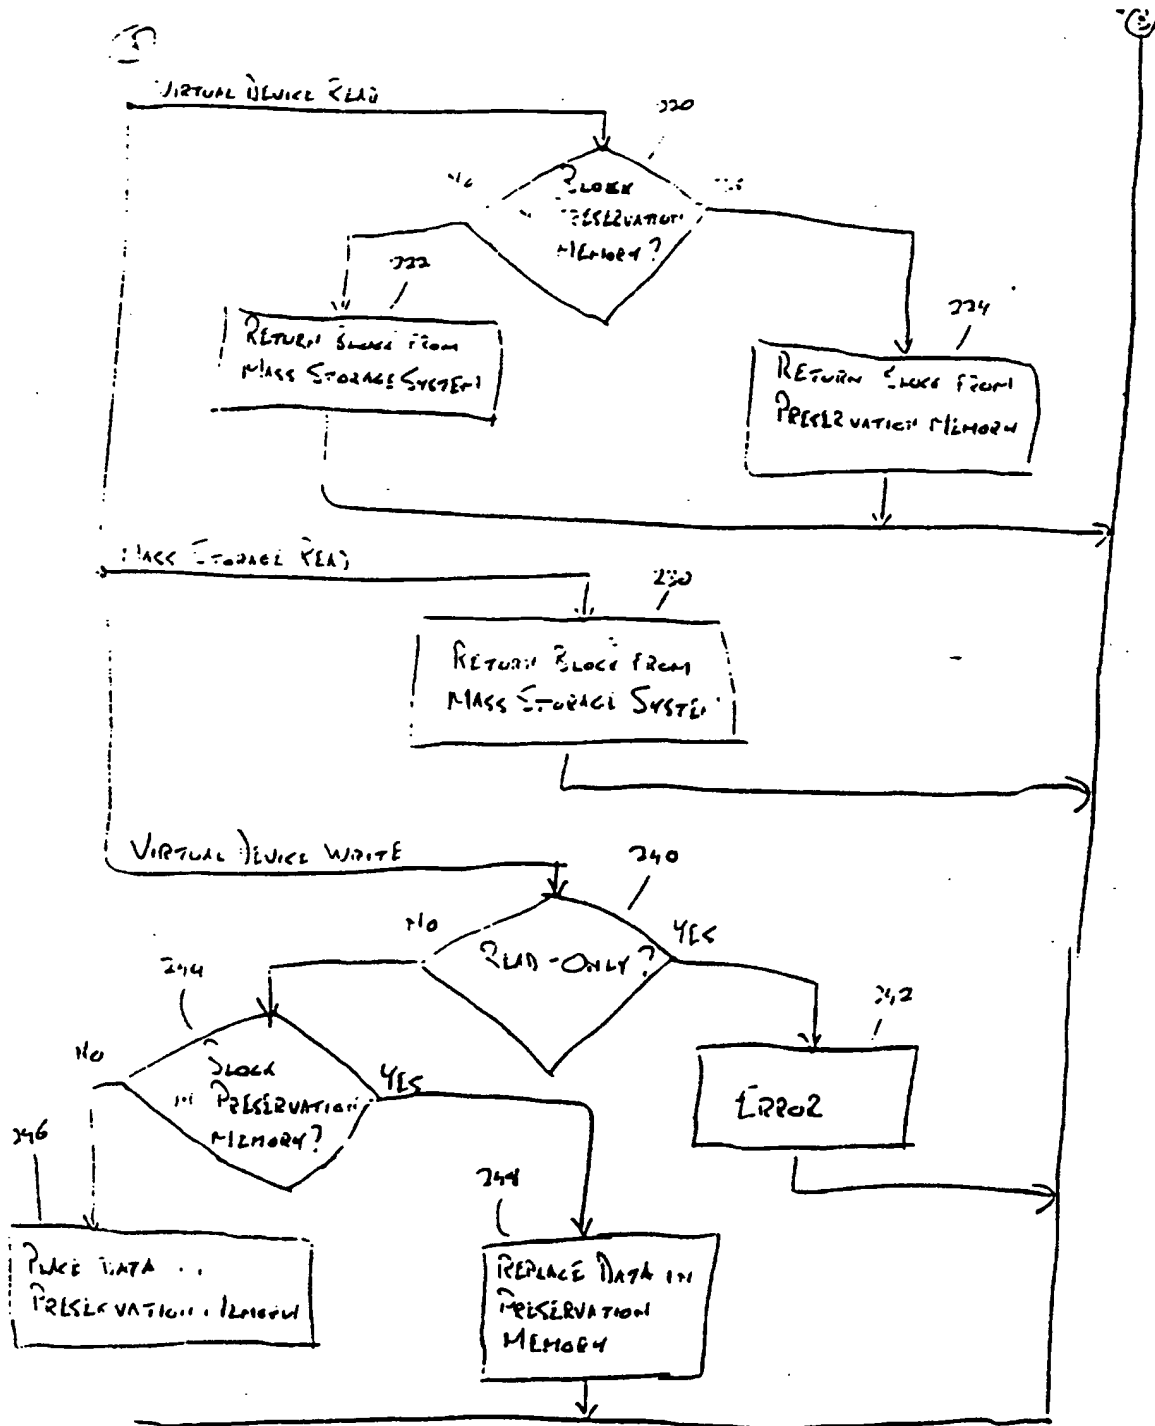 VIRTUAL DEVICE READ
220
BLOCK
PRESERVATION
MEMORY?
NO
222
RETURN BLOCK FROM
MASS STORAGE SYSTEM
224
RETURN BLOCK FROM
PRESERVATION MEMORY
MASS STORAGE READ
230
RETURN BLOCK FROM
MASS STORAGE SYSTEM
VIRTUAL DEVICE WRITE
240
NO
READ-ONLY?
YES
244
242
NO
BLOCK
IN PRESERVATION
MEMORY?
YES
ERROR
246
248
PLACE DATA
PRESERVATION MEMORY
REPLACE DATA IN
PRESERVATION
MEMORY